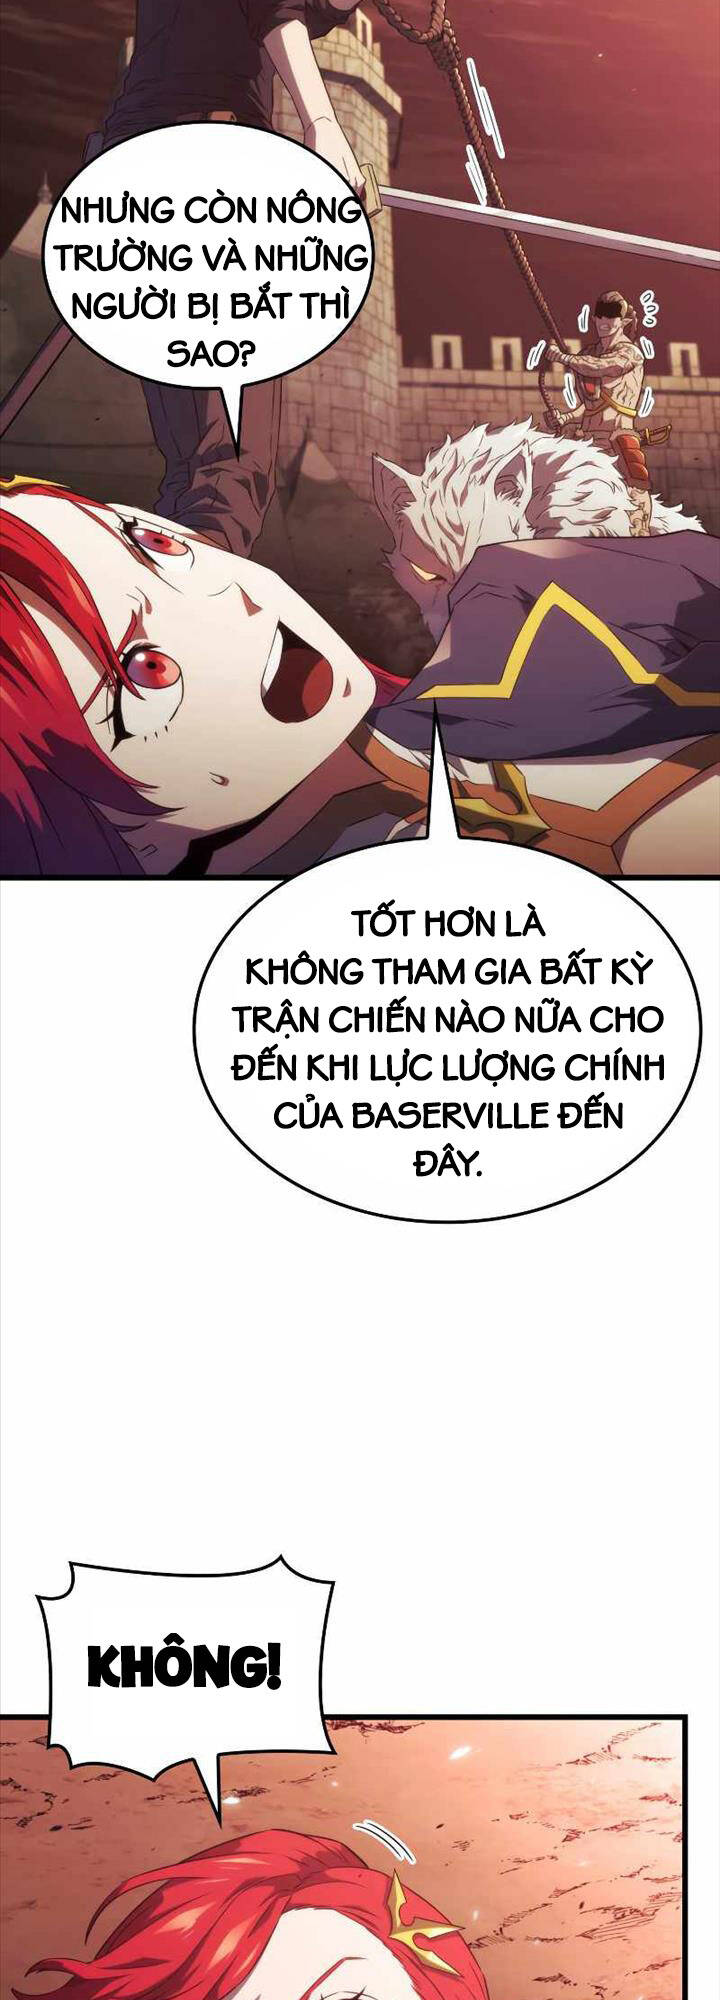 NHƯNG CÒN NÔNG
TRƯỜNG VÀ NHỮNG
NGƯỜI BỊ BẮT THÌ
SAO?
TỐT HƠN LÀ
KHÔNG THAM GIA BẤT KỲ
TRẬN CHIẾN NÀO NỮA CHO
ĐẾN KHI LỰC LƯỢNG CHÍNH
CỦA BASERVILLE ĐẾN
ĐÂY.
KHÔNG!